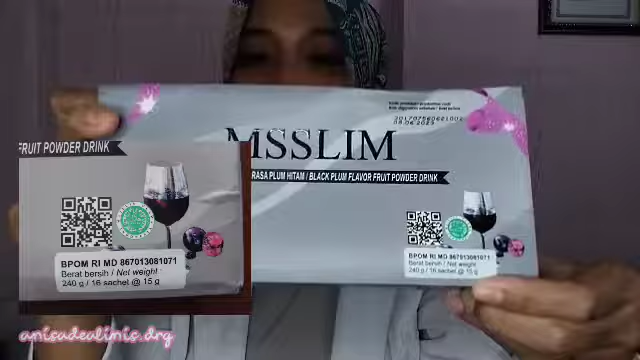 MSSLIM
RASA PLUM HITAM / BLACK PLUM FLAVOR FRUIT POWDER DRINK
BPOM RI MD 867013081071
Berat bersih / Net weight :
240 g / 16 sachet @ 15 g
FRUIT POWDER DRINK
BPOM RI MD 867013081071
Berat bersih / Net weight :
240 g / 16 sachet @ 15 g
anisadealimis.drg